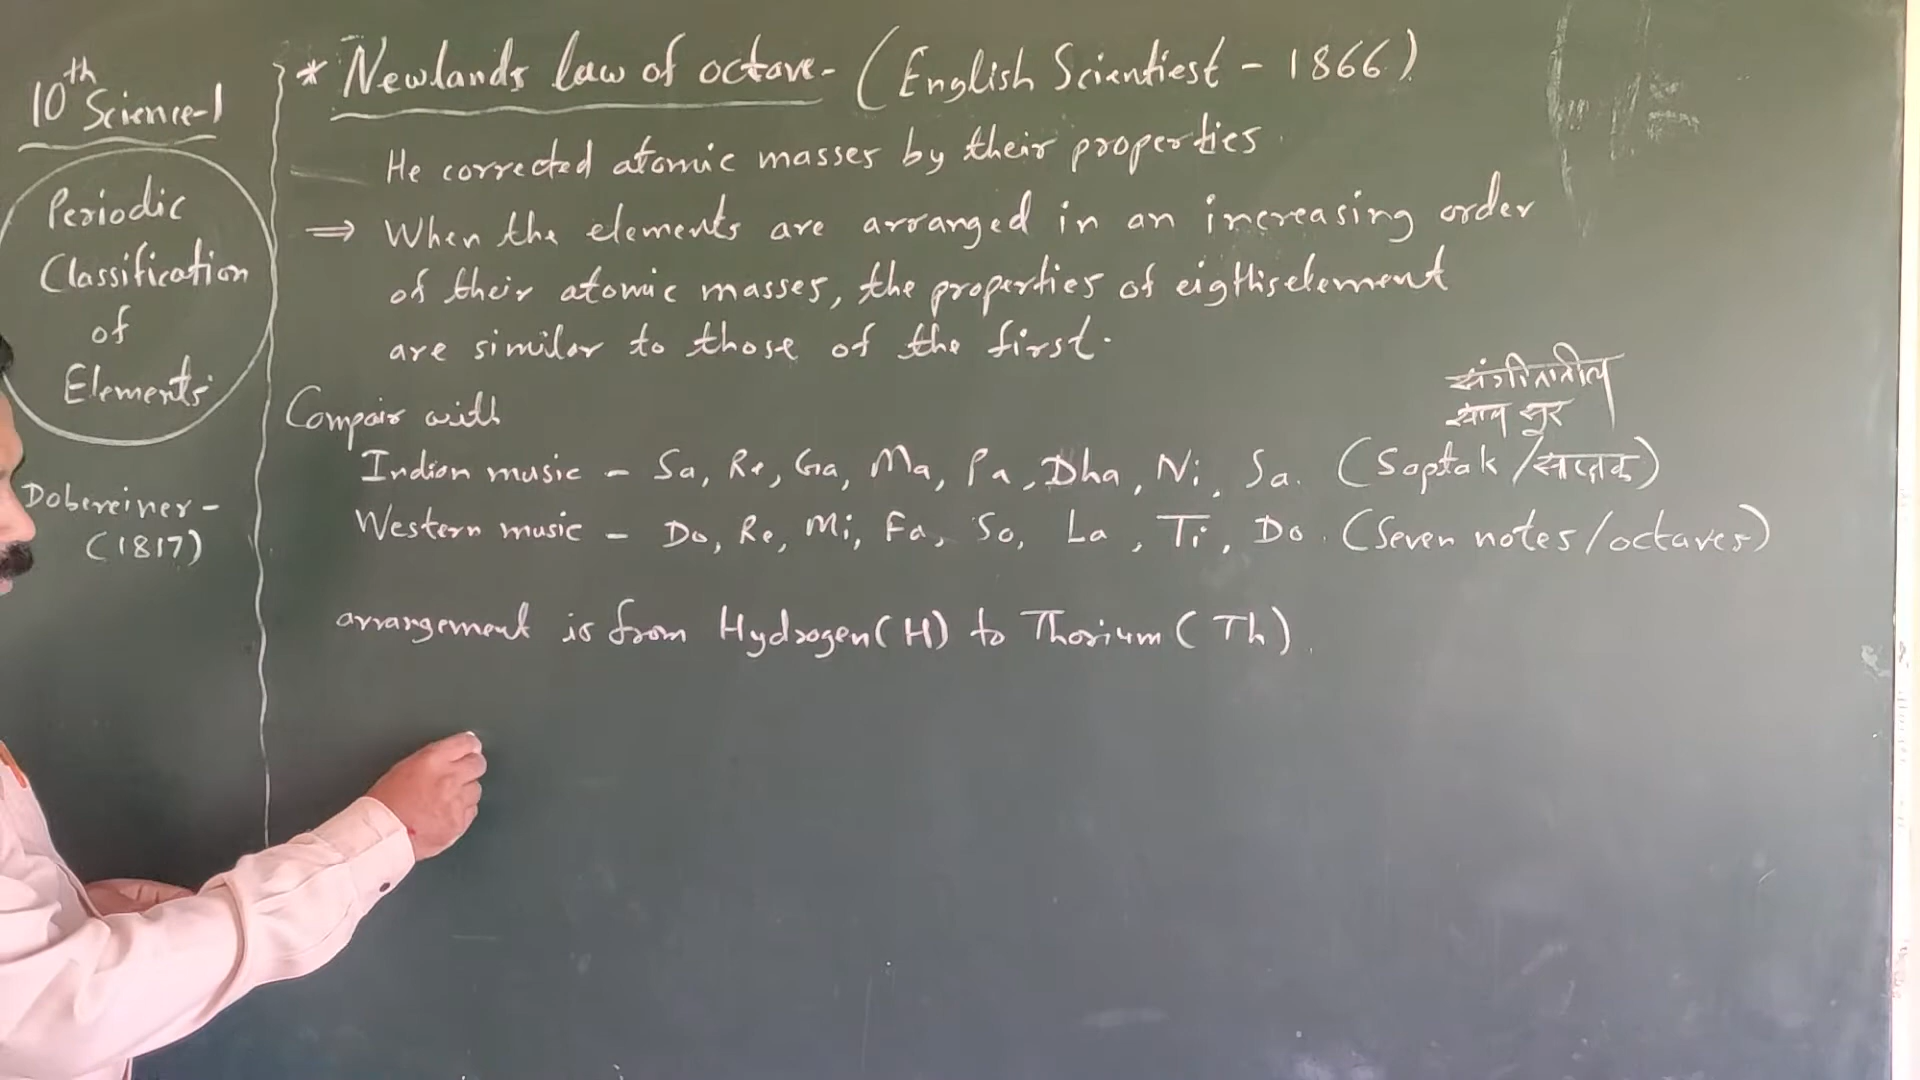 10th
Science-1
Periodic
Classification
of
Elements
Dobereiner -
(1817)
* Newlands law of octave - (English Scientiest - 1866)
He corrected atomic masses by their properties
⇒ When the elements are arranged in an increasing order
of their atomic masses, the properties of eigthis element
are similar to those of the first.
Compair with
संगीतातील
सात सूर
Indian music - Sa, Re, Ga, Ma, Pa, Dha, Ni, Sa. (Saptak / सप्तक)
Western music - Do, Re, Mi, Fa, So, La, Ti, Do. (Seven notes/octaves)
arrangement is from Hydrogen(H) to Thorium (Th).